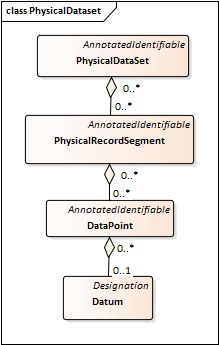 class PhysicalDataset
AnnotatedIdentifiable
PhysicalDataSet
0..*
0..*
AnnotatedIdentifiable
PhysicalRecordSegment
0..*
0..*
AnnotatedIdentifiable
DataPoint
0..*
0..1
Designation
Datum